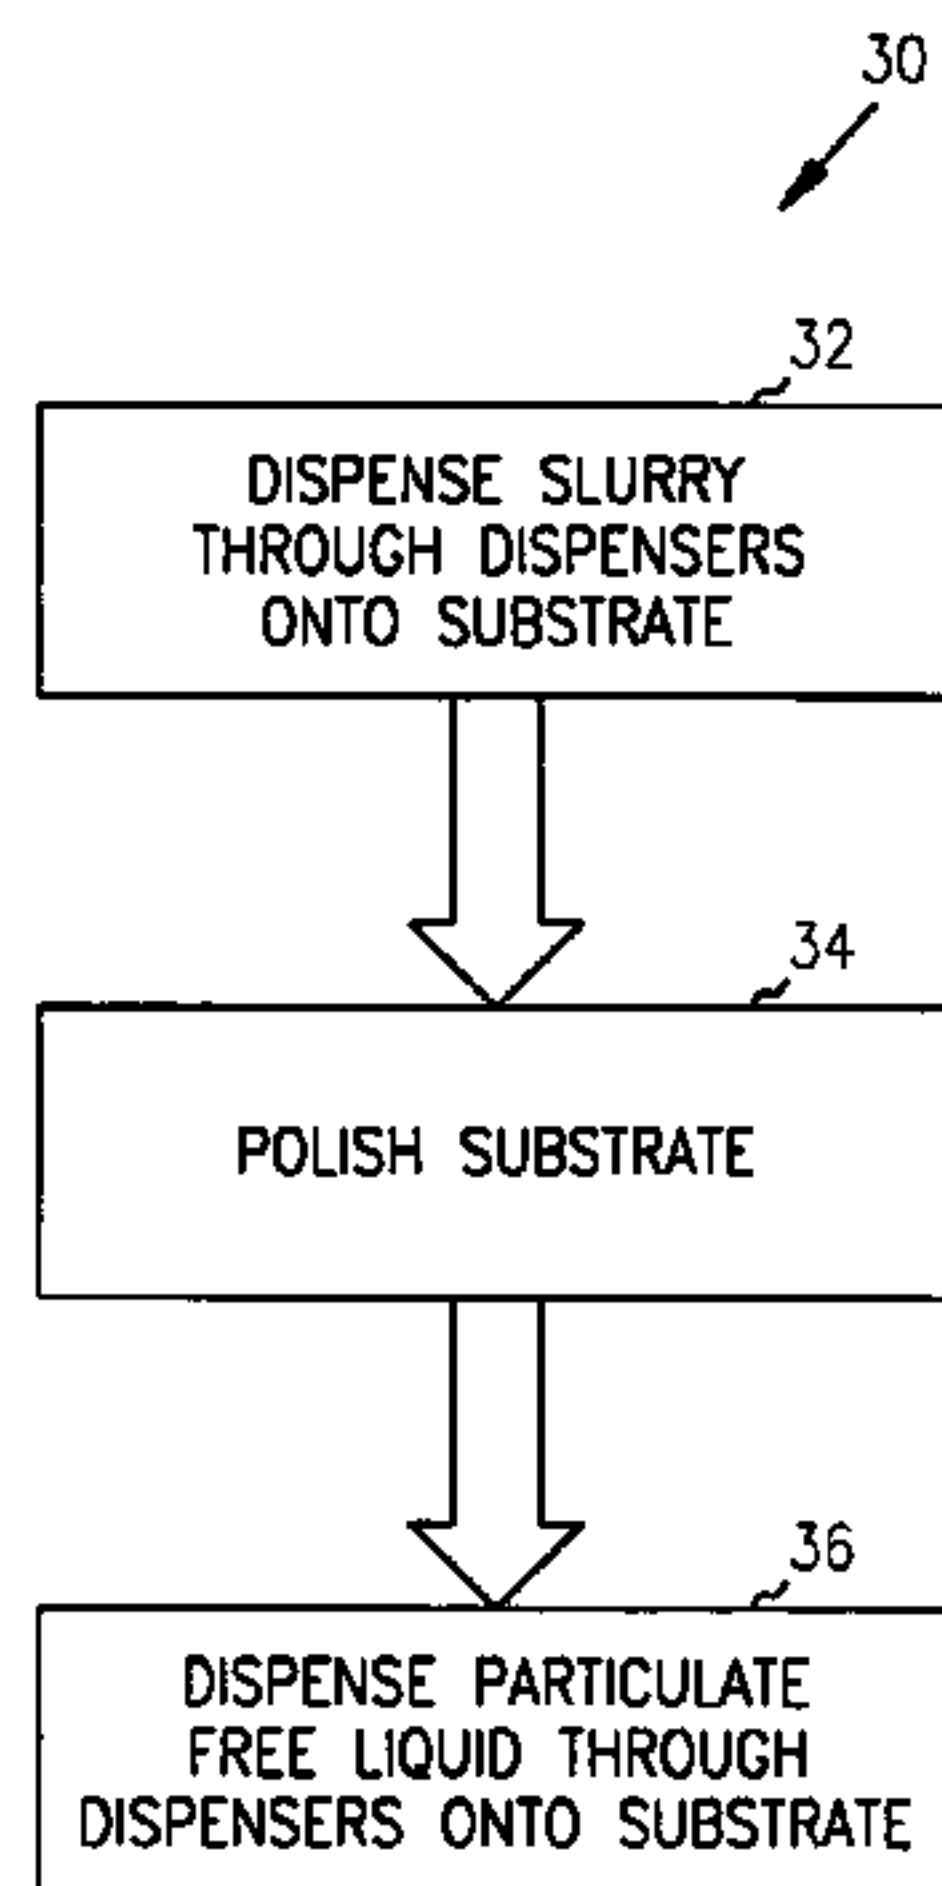 30
32
DISPENSE SLURRY
THROUGH DISPENSERS
ONTO SUBSTRATE
34
POLISH SUBSTRATE
36
DISPENSE PARTICULATE
FREE LIQUID THROUGH
DISPENSERS ONTO SUBSTRATE